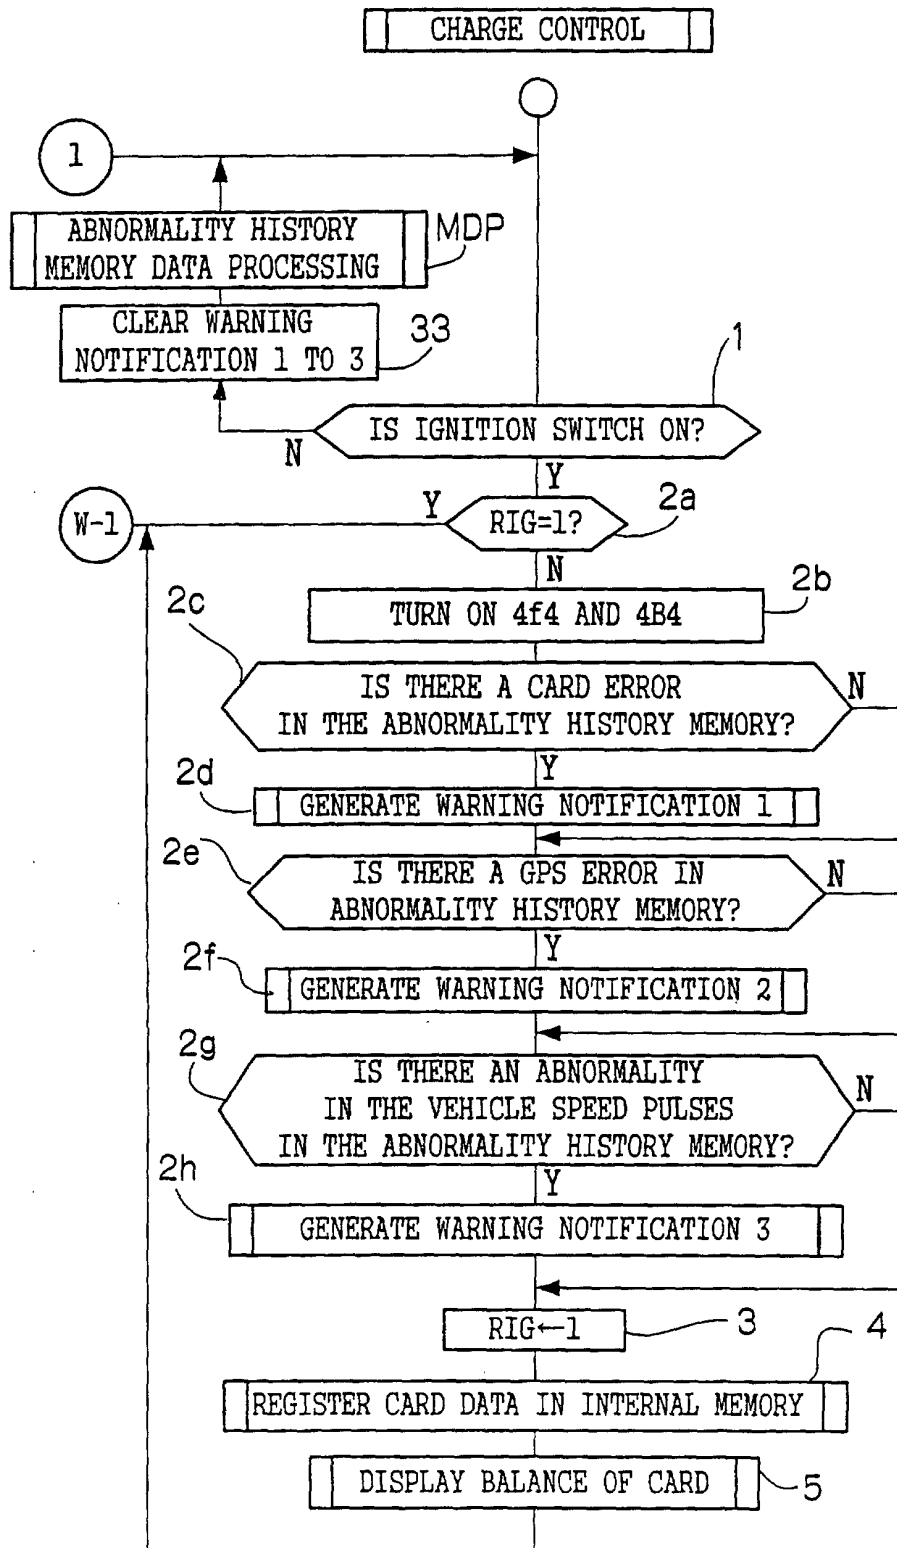 CHARGE CONTROL
1
ABNORMALITY HISTORY
MEMORY DATA PROCESSING
MDP
CLEAR WARNING
NOTIFICATION 1 TO 3
33
1
IS IGNITION SWITCH ON?
N
Y
W-1
Y
RIG=1?
2a
N
2b
TURN ON 4f4 AND 4B4
2c
IS THERE A CARD ERROR
IN THE ABNORMALITY HISTORY MEMORY?
N
Y
2d
GENERATE WARNING NOTIFICATION 1
2e
IS THERE A GPS ERROR IN
ABNORMALITY HISTORY MEMORY?
N
Y
2f
GENERATE WARNING NOTIFICATION 2
2g
IS THERE AN ABNORMALITY
IN THE VEHICLE SPEED PULSES
IN THE ABNORMALITY HISTORY MEMORY?
N
Y
2h
GENERATE WARNING NOTIFICATION 3
RIG←1
3
4
REGISTER CARD DATA IN INTERNAL MEMORY
DISPLAY BALANCE OF CARD
5